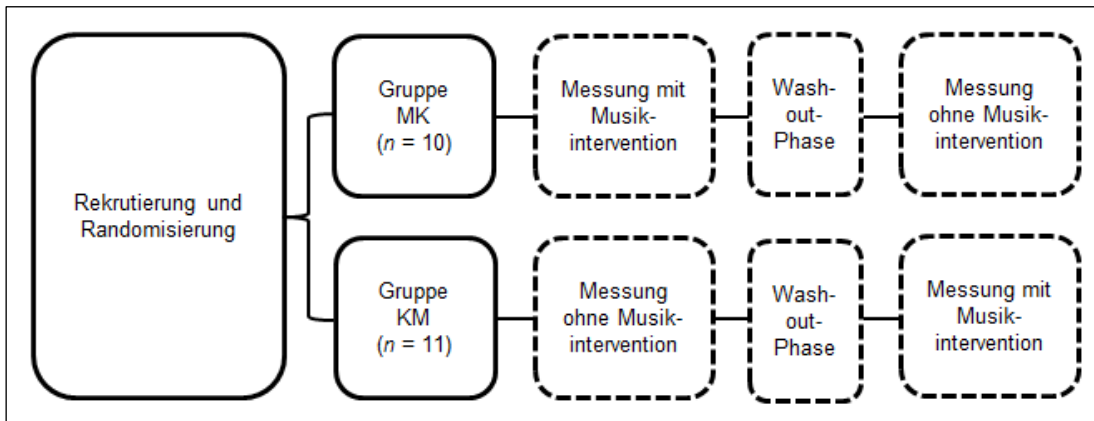 Rekrutierung und
Randomisierung
Gruppe
MK
(n = 10)
Messung mit
Musik-
intervention
Wash-
out-
Phase
Messung
ohne Musik-
intervention
Gruppe
KM
(n = 11)
Messung
ohne Musik-
intervention
Wash-
out-
Phase
Messung mit
Musik-
intervention